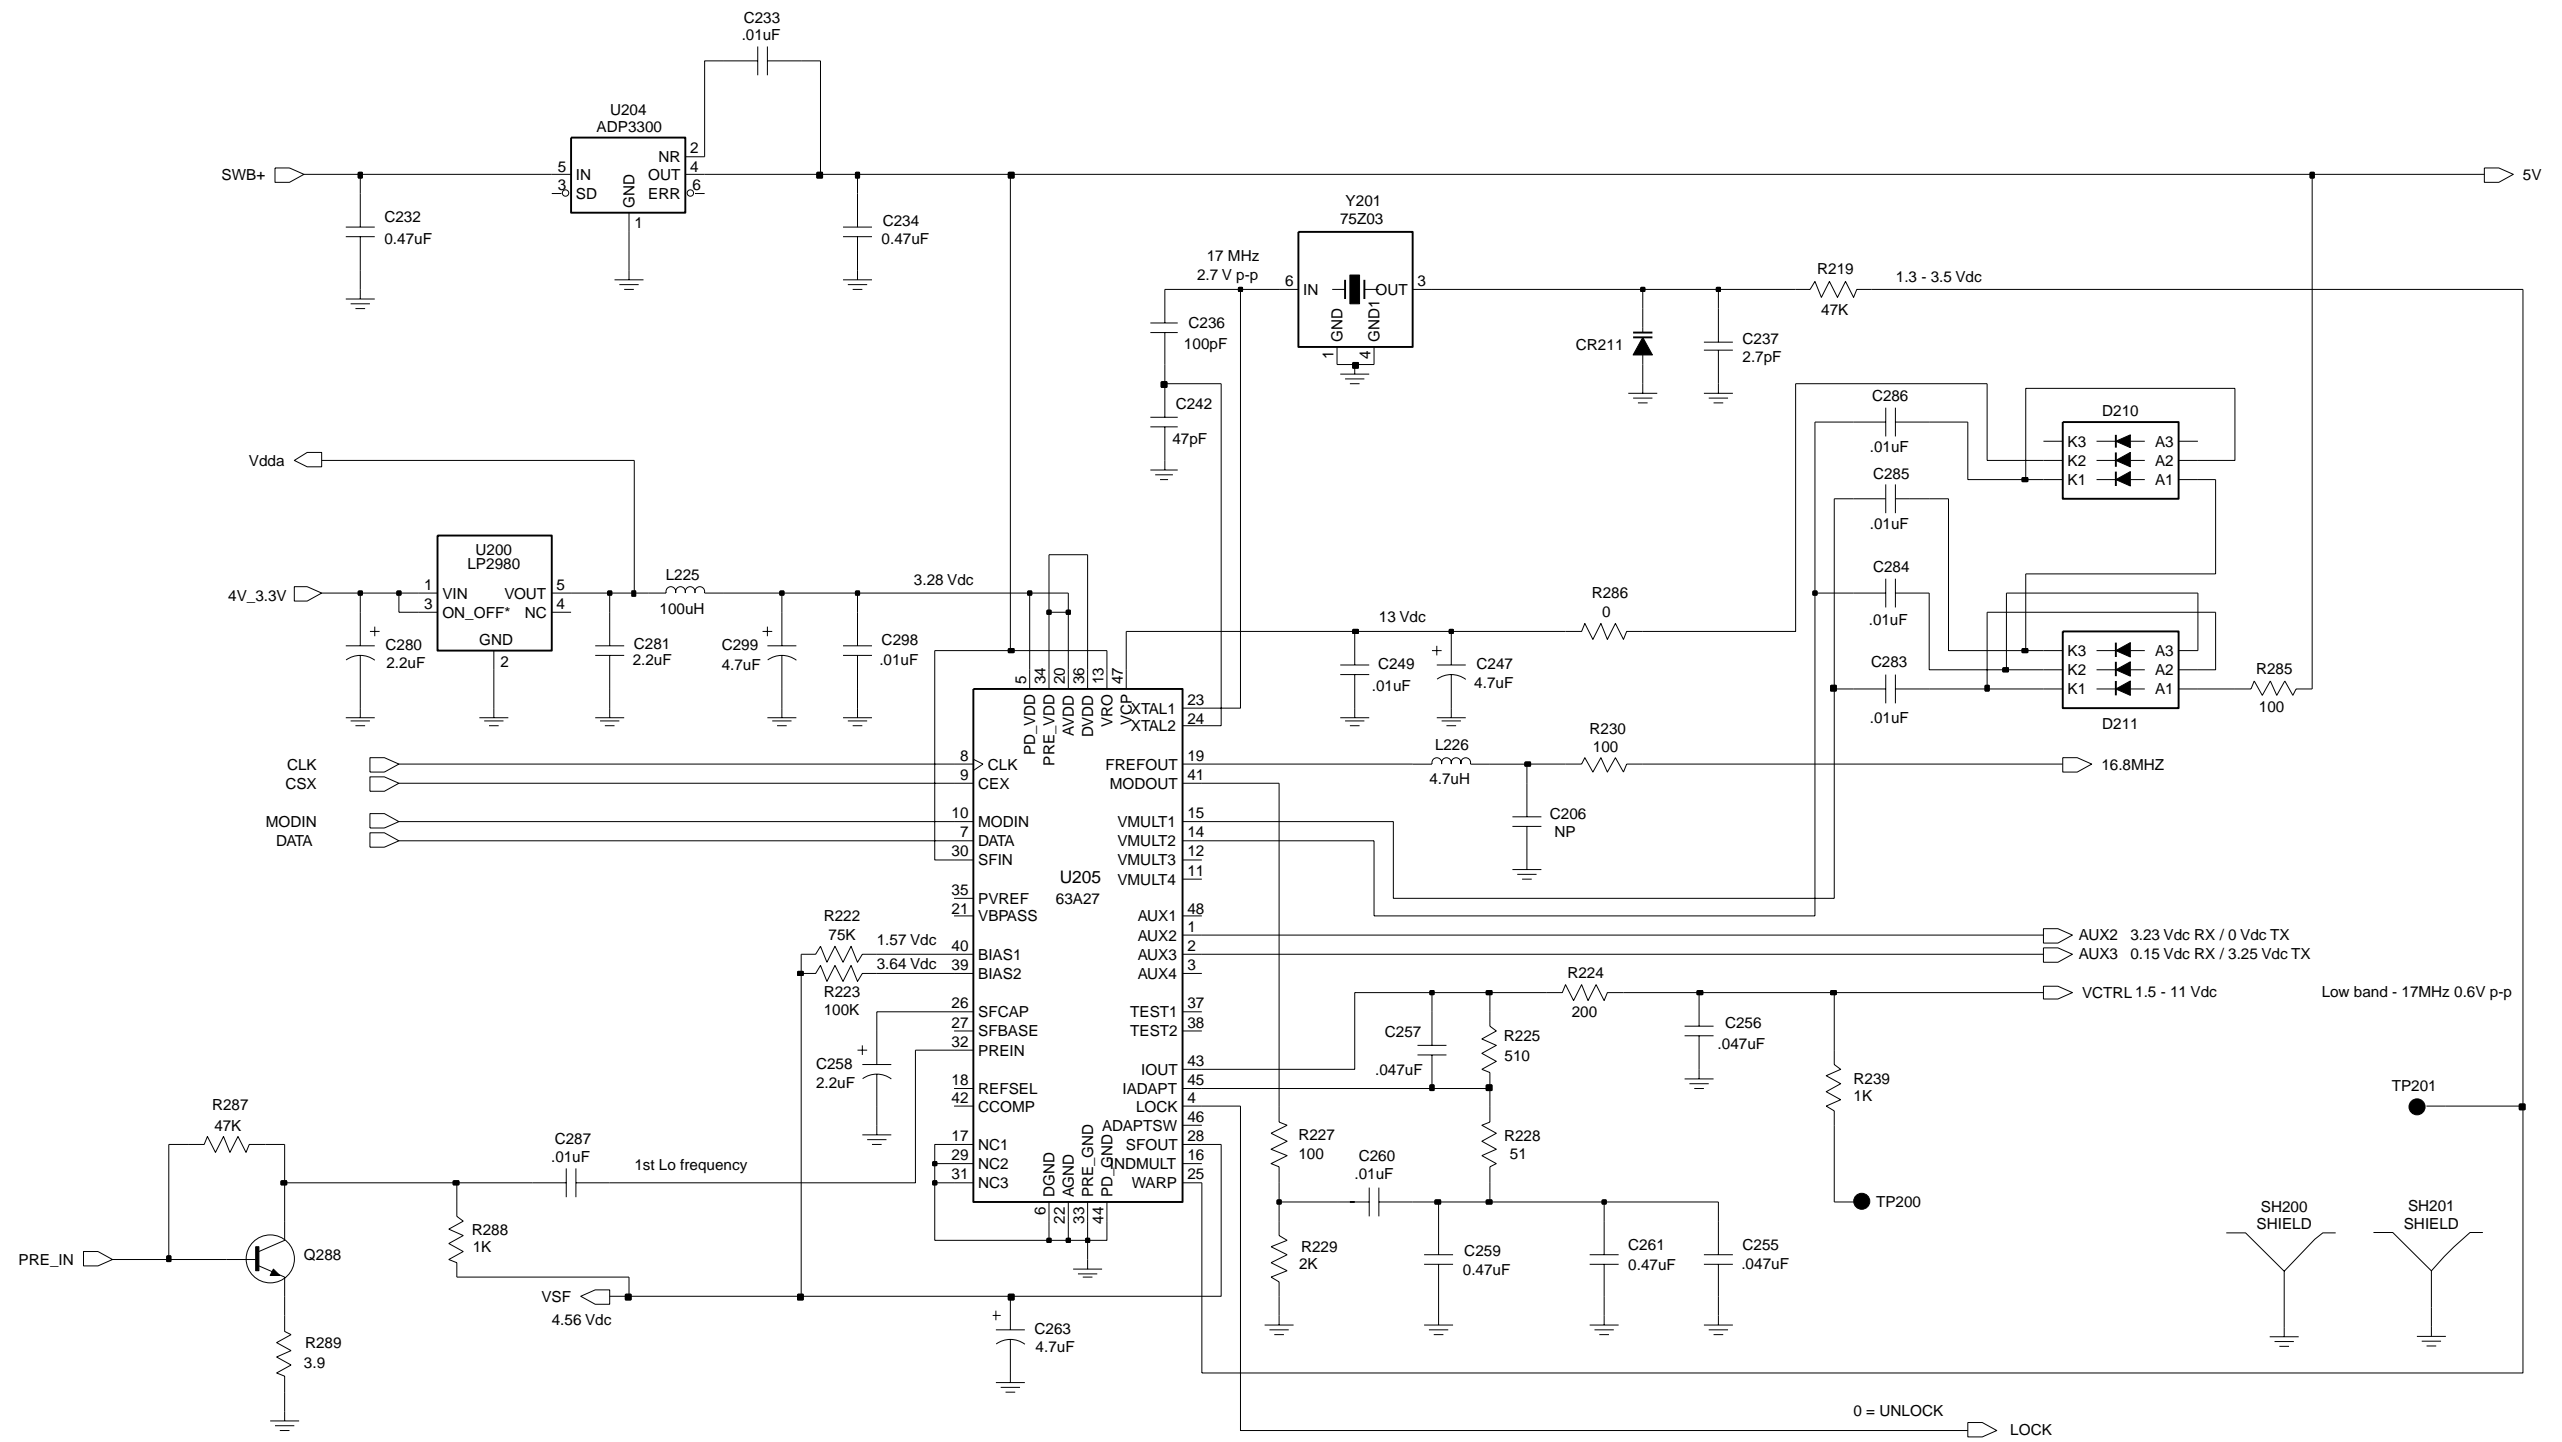 C233
.01uF
U204
ADP3300
NR 2
5 IN OUT 4
3 SD ERR 6
GND
1
SWB+
5V
C232
0.47uF
C234
0.47uF
Y201
75Z03
17 MHz
2.7 V p-p
6 IN OUT 3
GND GND1
1 4
R219
47K
1.3 - 3.5 Vdc
C236
100pF
CR211
C237
2.7pF
C242
47pF
C286
.01uF
D210
K3 A3
K2 A2
K1 A1
C285
.01uF
Vdda
U200
LP2980
4V_3.3V
1 VIN VOUT 5
3 ON_OFF* NC 4
GND
2
L225
100uH
3.28 Vdc
C280
+
2.2uF
C281
2.2uF
C299
+
4.7uF
C298
.01uF
C284
.01uF
R286
0
13 Vdc
C249
.01uF
C247
+
4.7uF
D211
K3 A3
K2 A2
K1 A1
C283
.01uF
R285
100
5 34 20 36 13 47
PD_VDD PRE_VDD AVDD DVDD VRO VCP
XTAL1 23
XTAL2 24
CLK 8 CLK
CSX 9 CEX
MODIN 10 MODIN
DATA 7 DATA
30 SFIN
35 PVREF
21 VBPASS
40 BIAS1
39 BIAS2
26 SFCAP
27 SFBASE
32 PREIN
18 REFSEL
42 CCOMP
17 NC1
29 NC2
31 NC3
U205
63A27
FREFOUT 19
MODOUT 41
VMULT1 15
VMULT2 14
VMULT3 12
VMULT4 11
AUX1 48
AUX2 1
AUX3 2
AUX4 3
TEST1 37
TEST2 38
IOUT 43
IADAPT 45
LOCK 4
ADAPTSW 46
SFOUT 28
INDMULT 16
WARP 25
DGND AGND PRE_GND PD_GND
6 22 33 44
L226
4.7uH
R230
100
16.8MHZ
C206
NP
R222
75K
1.57 Vdc
R223
100K
3.64 Vdc
C258
+
2.2uF
AUX2 3.23 Vdc RX / 0 Vdc TX
AUX3 0.15 Vdc RX / 3.25 Vdc TX
R224
200
VCTRL 1.5 - 11 Vdc
Low band - 17MHz 0.6V p-p
C257
.047uF
R225
510
C256
.047uF
R239
1K
TP200
TP201
R227
100
C260
.01uF
R228
51
R229
2K
C259
0.47uF
C261
0.47uF
C255
.047uF
SH200
SHIELD
SH201
SHIELD
R287
47K
C287
.01uF
1st Lo frequency
R288
1K
PRE_IN
Q288
R289
3.9
VSF
4.56 Vdc
C263
+
4.7uF
0 = UNLOCK
LOCK